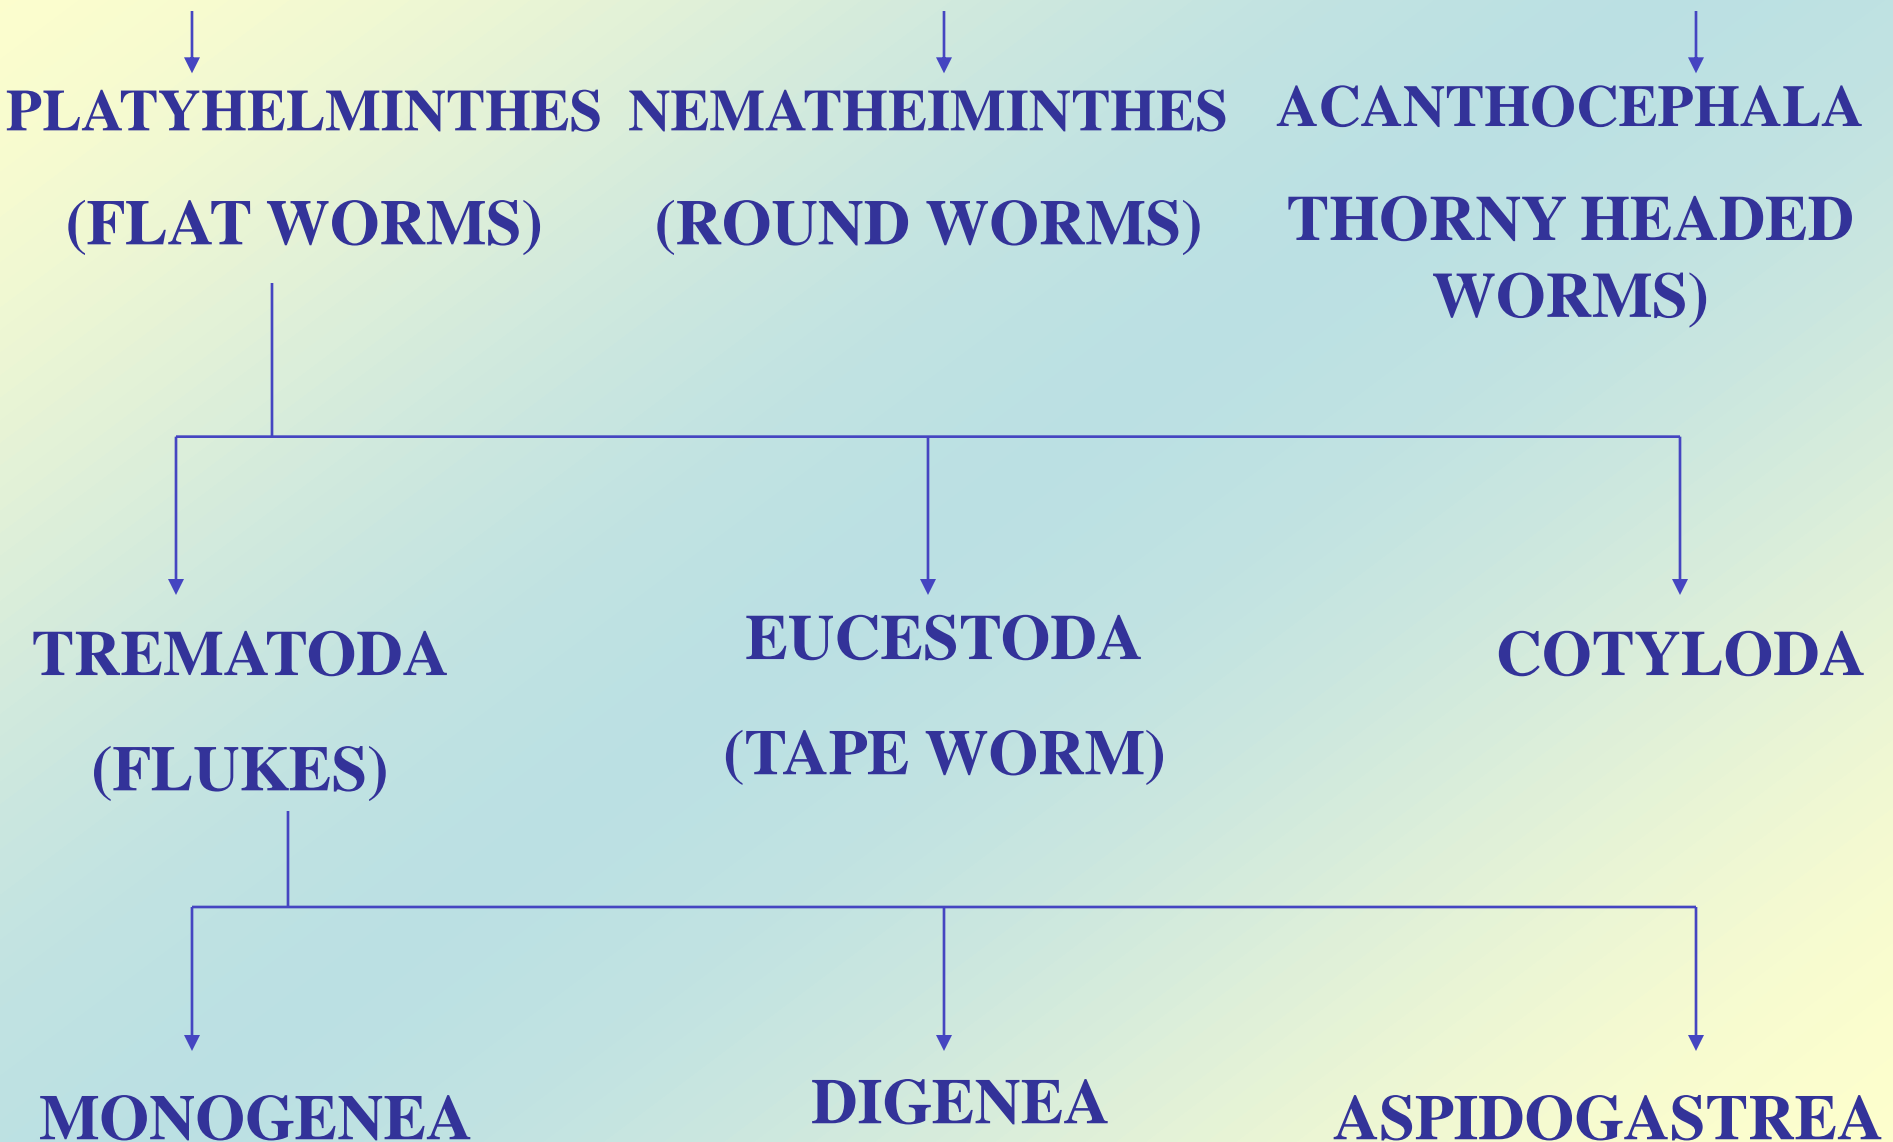 PLATYHELMINTHES
(FLAT WORMS)
NEMATHEIMINTHES
(ROUND WORMS)
ACANTHOCEPHALA
THORNY HEADED
WORMS)
TREMATODA
(FLUKES)
EUCESTODA
(TAPE WORM)
COTYLODA
MONOGENEA
DIGENEA
ASPIDOGASTREA